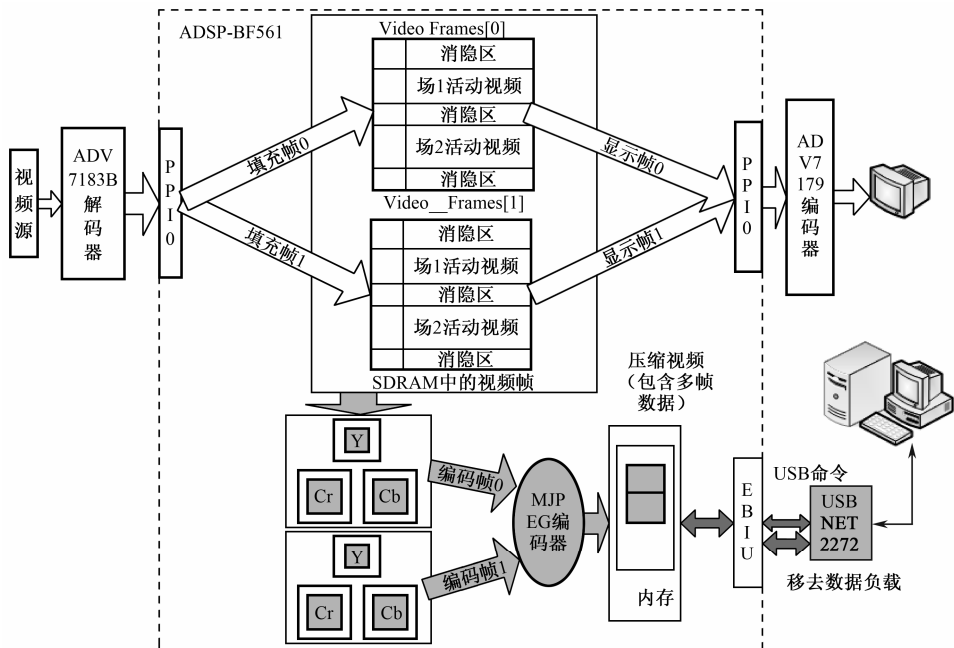 ADSP-BF561
Video Frames[0]
消隐区
场1活动视频
消隐区
场2活动视频
消隐区
Video__Frames[1]
消隐区
场1活动视频
消隐区
场2活动视频
消隐区
SDRAM中的视频帧
视
频
源
ADV
7183B
解
码
器
P
P
I
0
填充帧0
填充帧1
显示帧0
显示帧1
P
P
I
0
AD
V7
179
编
码
器
Y
Cr
Cb
Y
Cr
Cb
编码帧0
编码帧1
MJP
EG编
码器
压缩视频
(包含多帧
数据)
内存
E
B
I
U
USB命令
USB
NET
2272
移去数据负载